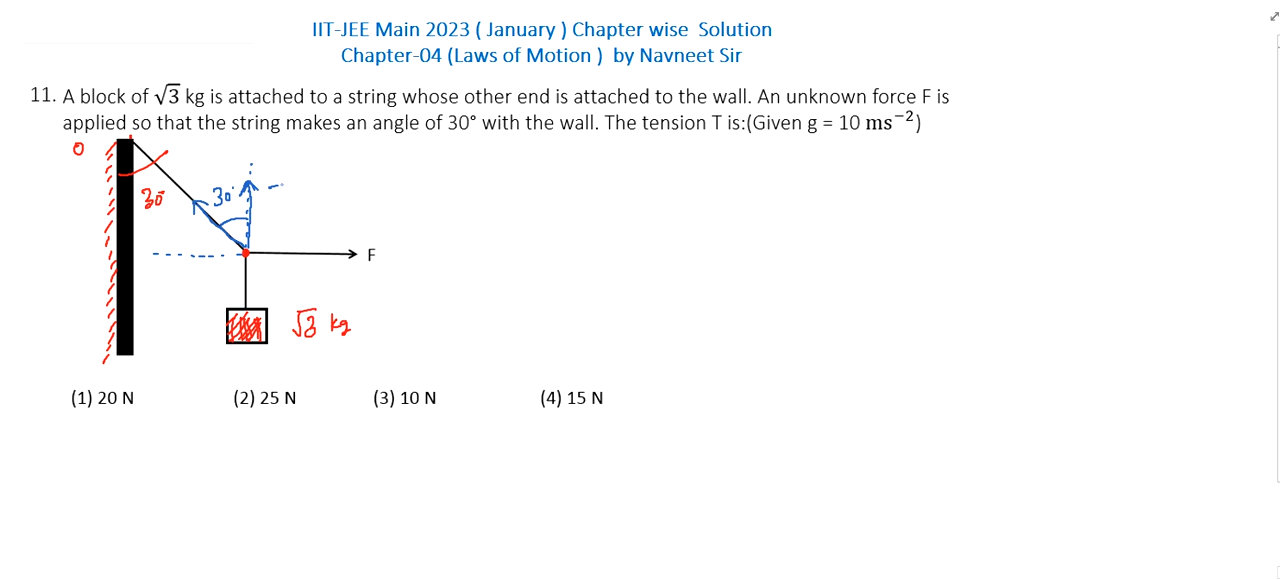 IIT-JEE Main 2023 ( January ) Chapter wise Solution
Chapter-04 (Laws of Motion ) by Navneet Sir
11. A block of √3 kg is attached to a string whose other end is attached to the wall. An unknown force F is
applied so that the string makes an angle of 30° with the wall. The tension T is:(Given g = 10 ms⁻²)
0
30°
30°
F
√3 kg
(1) 20 N (2) 25 N (3) 10 N (4) 15 N